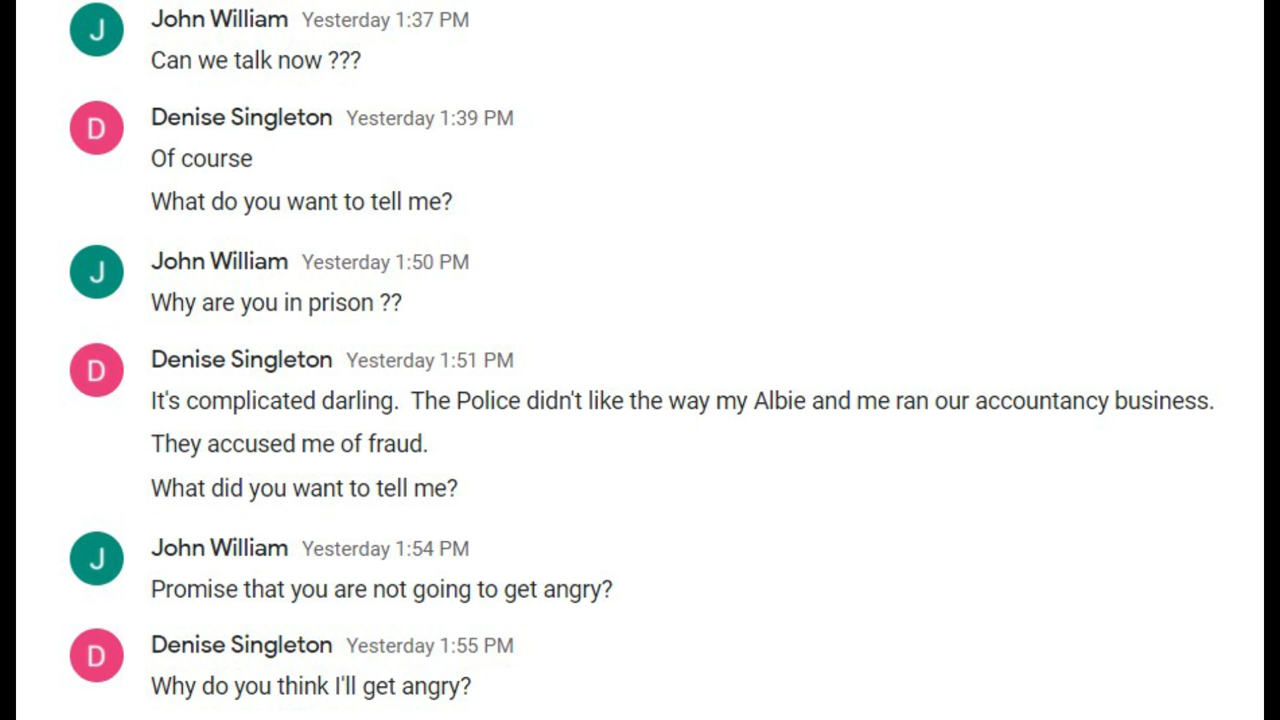 J
John William Yesterday 1:37 PM
Can we talk now ???
D
Denise Singleton Yesterday 1:39 PM
Of course
What do you want to tell me?
J
John William Yesterday 1:50 PM
Why are you in prison ??
D
Denise Singleton Yesterday 1:51 PM
It's complicated darling.  The Police didn't like the way my Albie and me ran our accountancy business.
They accused me of fraud.
What did you want to tell me?
J
John William Yesterday 1:54 PM
Promise that you are not going to get angry?
D
Denise Singleton Yesterday 1:55 PM
Why do you think I'll get angry?